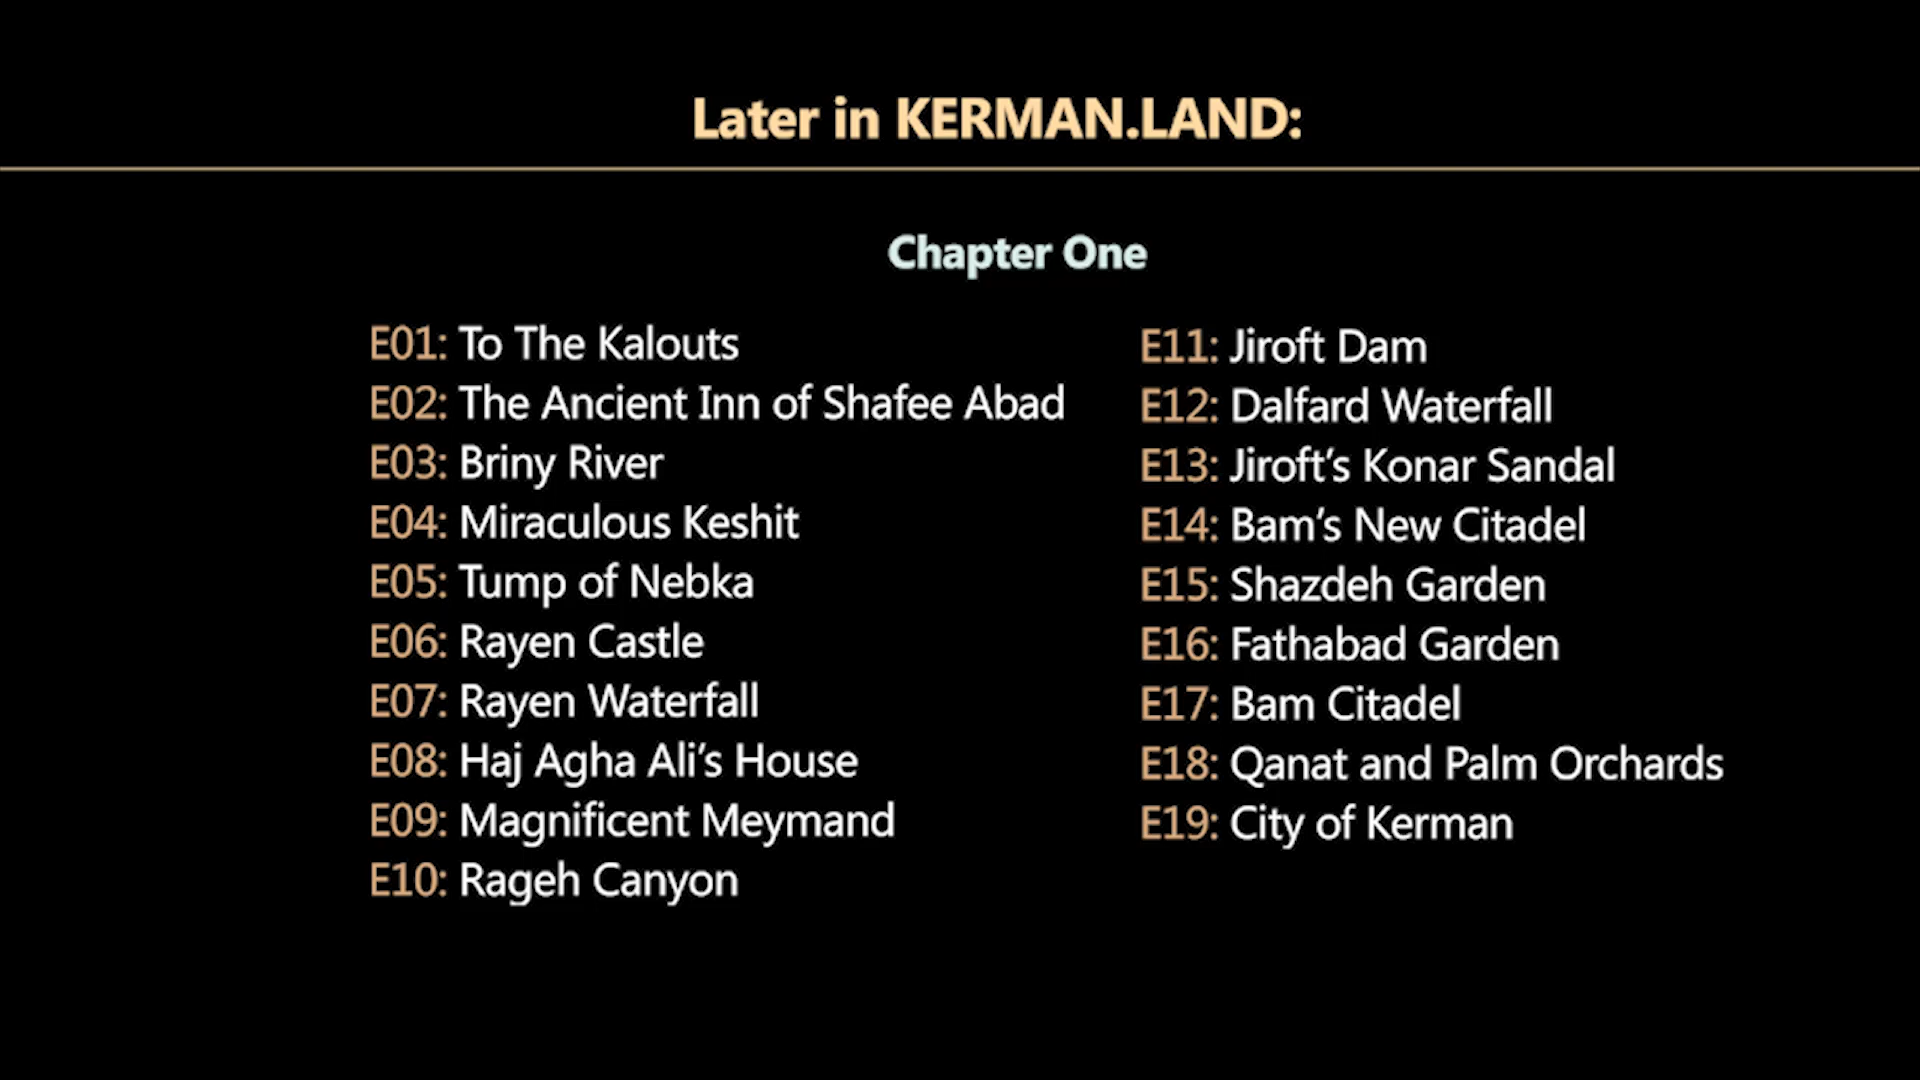 Later in KERMAN.LAND:
Chapter One
E01: To The Kalouts
E02: The Ancient Inn of Shafee Abad
E03: Briny River
E04: Miraculous Keshit
E05: Tump of Nebka
E06: Rayen Castle
E07: Rayen Waterfall
E08: Haj Agha Ali’s House
E09: Magnificent Meymand
E10: Rageh Canyon
E11: Jiroft Dam
E12: Dalfard Waterfall
E13: Jiroft’s Konar Sandal
E14: Bam’s New Citadel
E15: Shazdeh Garden
E16: Fathabad Garden
E17: Bam Citadel
E18: Qanat and Palm Orchards
E19: City of Kerman